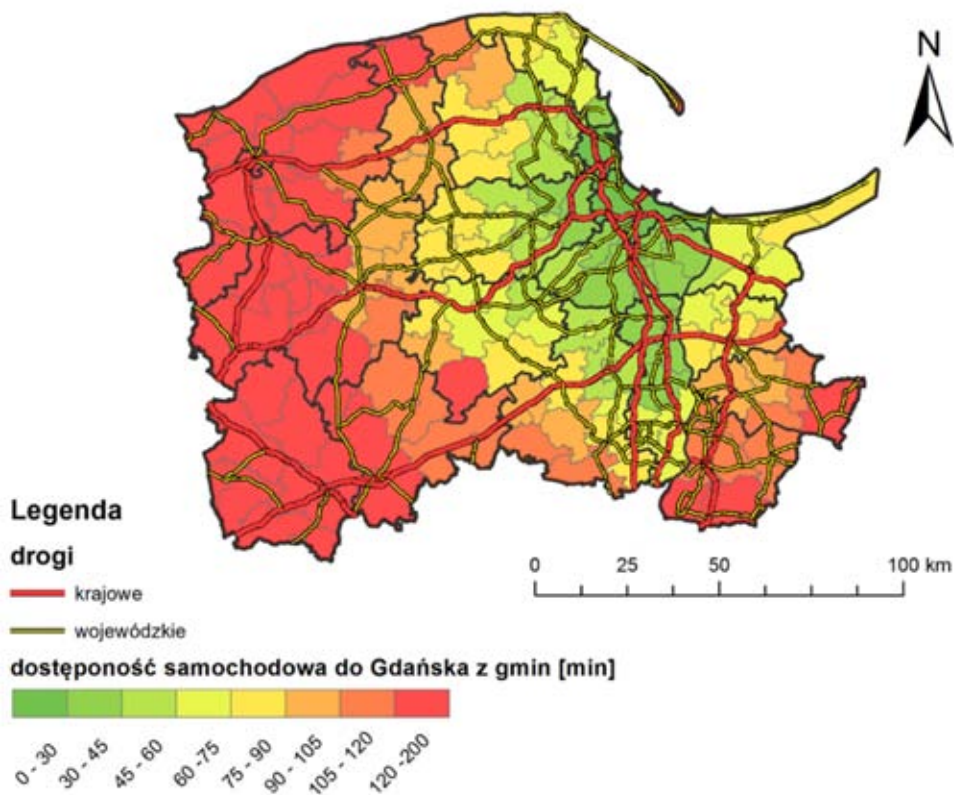 N
Legenda
drogi
krajowe
wojewódzkie
0 25 50 100 km
dostęponość samochodowa do Gdańska z gmin [min]
0 - 30
30 - 45
45 - 60
60 -75
75 - 90
90 - 105
105 - 120
120 -200